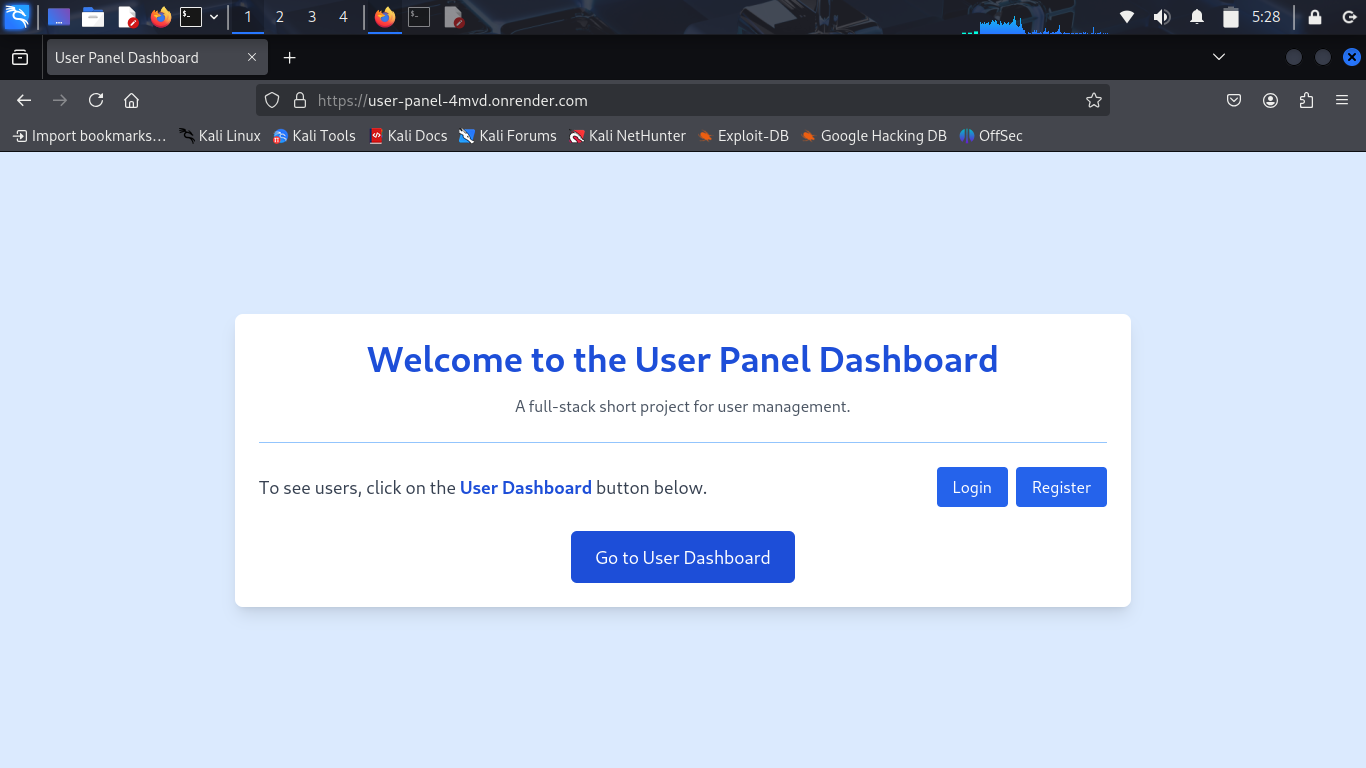 1 2 3 4 5:28
User Panel Dashboard
https://user-panel-4mvd.onrender.com
Import bookmarks... Kali Linux Kali Tools Kali Docs Kali Forums Kali NetHunter Exploit-DB Google Hacking DB OffSec
Welcome to the User Panel Dashboard
A full-stack short project for user management.
To see users, click on the User Dashboard button below. Login Register
Go to User Dashboard